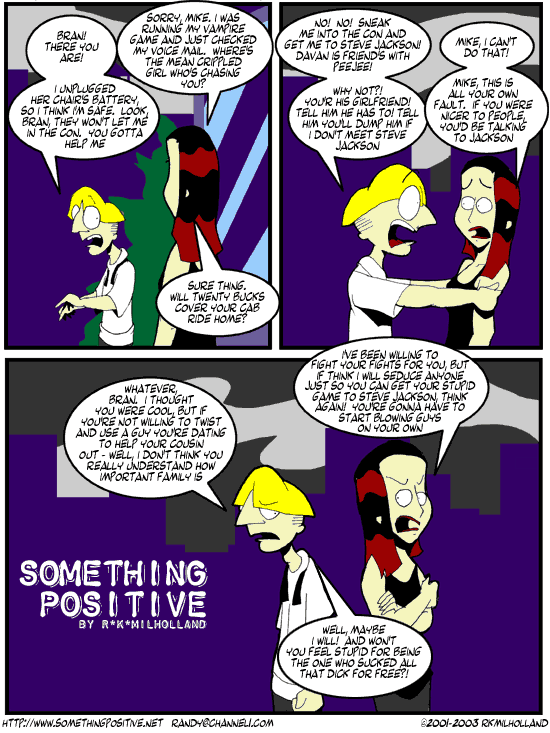 BRAN!
THERE YOU
ARE!
SORRY, MIKE. I WAS
RUNNING MY VAMPIRE
GAME AND JUST CHECKED
MY VOICE MAIL. WHERE'S
THE MEAN CRIPPLED
GIRL WHO'S CHASING
YOU?
I UNPLUGGED
HER CHAIR'S BATTERY,
SO I THINK I'M SAFE. LOOK,
BRAN, THEY WON'T LET ME
IN THE CON. YOU GOTTA
HELP ME
SURE THING.
WILL TWENTY BUCKS
COVER YOUR CAB
RIDE HOME?
NO! NO! SNEAK
ME INTO THE CON AND
GET ME TO STEVE JACKSON!
DAVAN IS FRIENDS WITH
PEEJEE!
MIKE, I CAN'T
DO THAT!
WHY NOT?!
YOU'R HIS GIRLFRIEND!
TELL HIM HE HAS TO! TELL
HIM YOU'LL DUMP HIM IF
I DON'T MEET STEVE
JACKSON
MIKE, THIS IS
ALL YOUR OWN
FAULT. IF YOU WERE
NICER TO PEOPLE,
YOU'D BE TALKING
TO JACKSON
WHATEVER,
BRAN. I THOUGHT
YOU WERE COOL, BUT IF
YOU'RE NOT WILLING TO TWIST
AND USE A GUY YOU'RE DATING
TO HELP YOUR COUSIN
OUT - WELL, I DON'T THINK YOU
REALLY UNDERSTAND HOW
IMPORTANT FAMILY IS
I'VE BEEN WILLING TO
FIGHT YOUR FIGHTS FOR YOU, BUT
IF THINK I WILL SEDUCE ANYONE
JUST SO YOU CAN GET YOUR STUPID
GAME TO STEVE JACKSON, THINK
AGAIN! YOU'RE GONNA HAVE TO
START BLOWING GUYS
ON YOUR OWN
WELL, MAYBE
I WILL! AND WON'T
YOU FEEL STUPID FOR BEING
THE ONE WHO SUCKED ALL
THAT DICK FOR FREE?!
SOMETHING
POSITIVE
BY R*K*MILHOLLAND
HTTP://WWW.SOMETHINGPOSITIVE.NET RANDY@CHANNEL1.COM ©2001-2003 RKMILHOLLAND